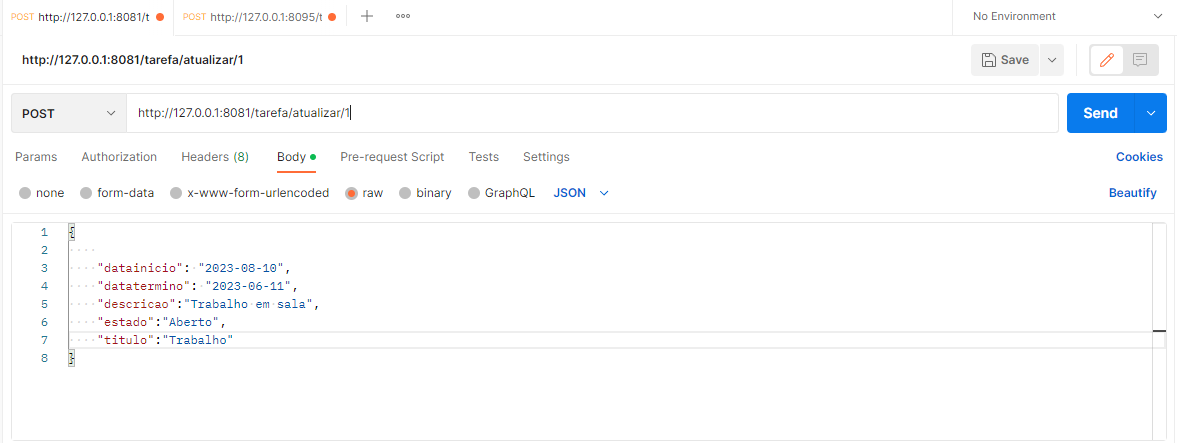 POST http://127.0.0.1:8081/t POST http://127.0.0.1:8095/t No Environment
http://127.0.0.1:8081/tarefa/atualizar/1 Save
POST http://127.0.0.1:8081/tarefa/atualizar/1 Send
Params Authorization Headers (8) Body Pre-request Script Tests Settings Cookies
none form-data x-www-form-urlencoded raw binary GraphQL JSON Beautify
1 {
2
3 "datainicio": "2023-08-10",
4 "datatermino": "2023-06-11",
5 "descricao":"Trabalho em sala",
6 "estado":"Aberto",
7 "titulo":"Trabalho"
8 }